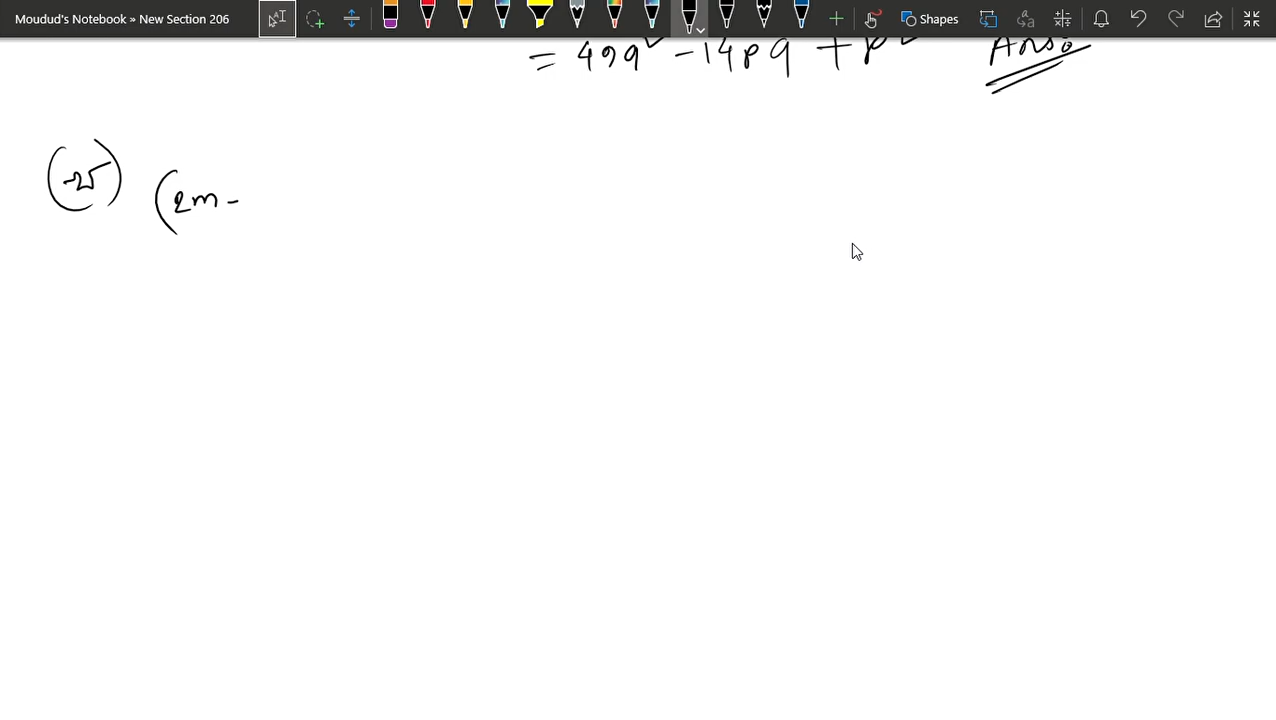 Moudud's Notebook » New Section 206
Shapes
= 49q² - 14pq + p² Ans:
(25) (2m -